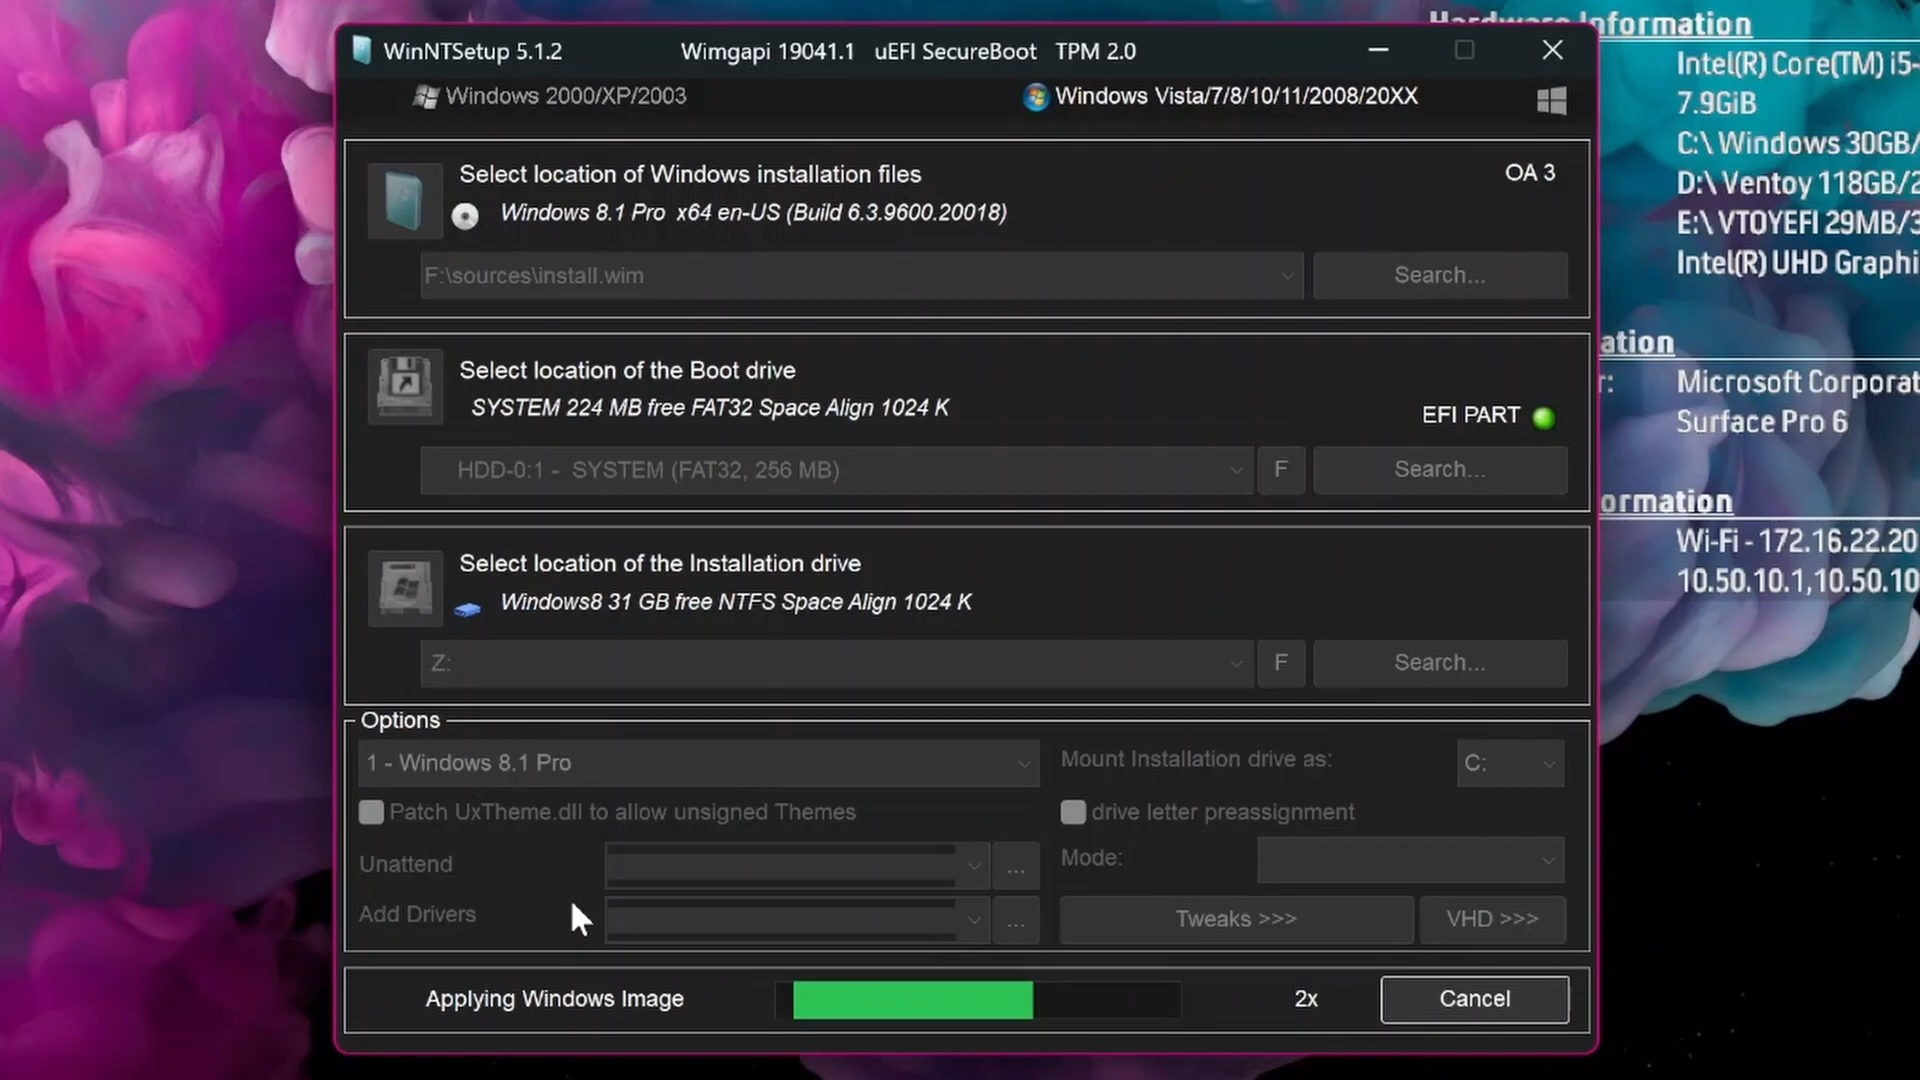 WinNTSetup 5.1.2 Wimgapi 19041.1 uEFI SecureBoot TPM 2.0
Windows 2000/XP/2003
Windows Vista/7/8/10/11/2008/20XX
Select location of Windows installation files
OA 3
Windows 8.1 Pro x64 en-US (Build 6.3.9600.20018)
F:\sources\install.wim
Search...
Select location of the Boot drive
SYSTEM 224 MB free FAT32 Space Align 1024 K
EFI PART
HDD-0:1 - SYSTEM (FAT32, 256 MB)
F
Search...
Select location of the Installation drive
Windows8 31 GB free NTFS Space Align 1024 K
Z:
F
Search...
Options
1 - Windows 8.1 Pro
Mount Installation drive as:
C:
Patch UxTheme.dll to allow unsigned Themes
drive letter preassignment
Unattend
...
Mode:
Add Drivers
...
Tweaks >>>
VHD >>>
Applying Windows Image
2x
Cancel
Hardware Information
Intel(R) Core(TM) i5-
7.9GiB
C:\ Windows 30GB/
D:\ Ventoy 118GB/2
E:\ VTOYEFI 29MB/3
Intel(R) UHD Graphi
ation
r:
Microsoft Corporat
Surface Pro 6
ormation
Wi-Fi - 172.16.22.20
10.50.10.1,10.50.10